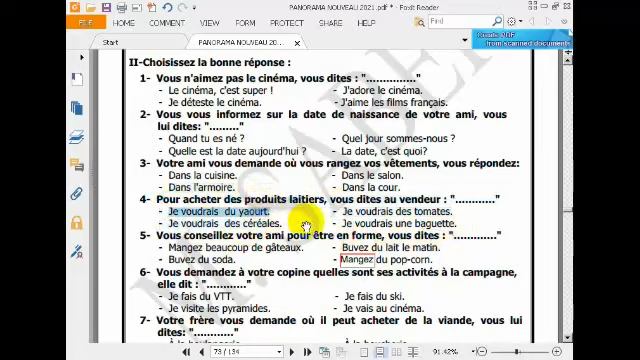 PANORAMA NOUVEAU 2021.pdf * - Foxit Reader
FILE
HOME
COMMENT
VIEW
FORM
PROTECT
SHARE
HELP
Find
Create PDF
from scanned documents
Start
PANORAMA NOUVEAU 202...
II-Choisissez la bonne réponse :
1- Vous n'aimez pas le cinéma, vous dites : "..............."
- Le cinéma, c'est super ! - J'adore le cinéma.
- Je déteste le cinéma. - J'aime les films français.
2- Vous vous informez sur la date de naissance de votre ami, vous
lui dites: "........."
- Quand tu es né ? - Quel jour sommes-nous ?
- Quelle est la date aujourd'hui ? - La date, c'est quoi?
3- Votre ami vous demande où vous rangez vos vêtements, vous répondez:
- Dans la cuisine. - Dans le salon.
- Dans l'armoire. - Dans la cour.
4- Pour acheter des produits laitiers, vous dites au vendeur : "............
- Je voudrais du yaourt. - Je voudrais des tomates.
- Je voudrais des céréales. - Je voudrais une baguette.
5- Vous conseillez votre ami pour être en forme, vous dites : "............
- Mangez beaucoup de gâteaux. - Buvez du lait le matin.
- Buvez du soda. - Mangez du pop-corn.
6- Vous demandez à votre copine quelles sont ses activités à la campagne,
elle dit : "............
- Je fais du VTT. - Je fais du ski.
- Je visite les pyramides. - Je vais au cinéma.
7- Votre frère vous demande où il peut acheter de la viande, vous lui
dites:"............
73 / 134
91.42%